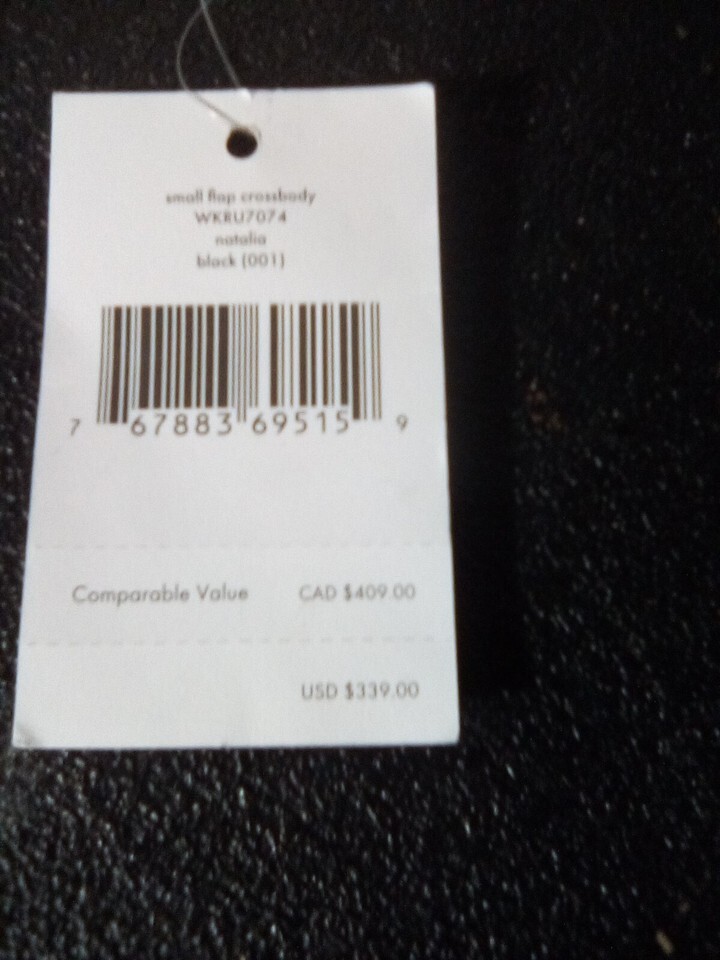 small flap crossbody
WKRU7074
natalia
black (001)
7 67883 69515 9
Comparable Value CAD $409.00
USD $339.00